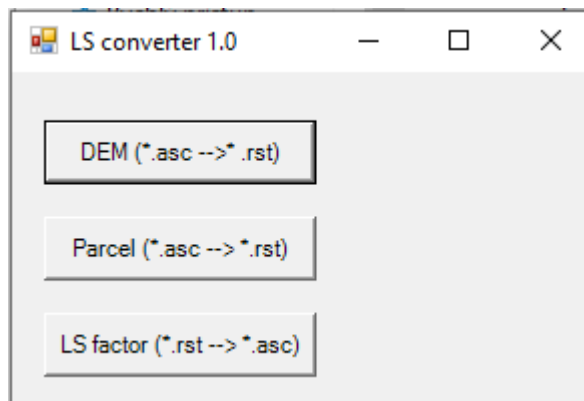 LS converter 1.0
DEM (*.asc -->* .rst)
Parcel (*.asc --> *.rst)
LS factor (*.rst --> *.asc)